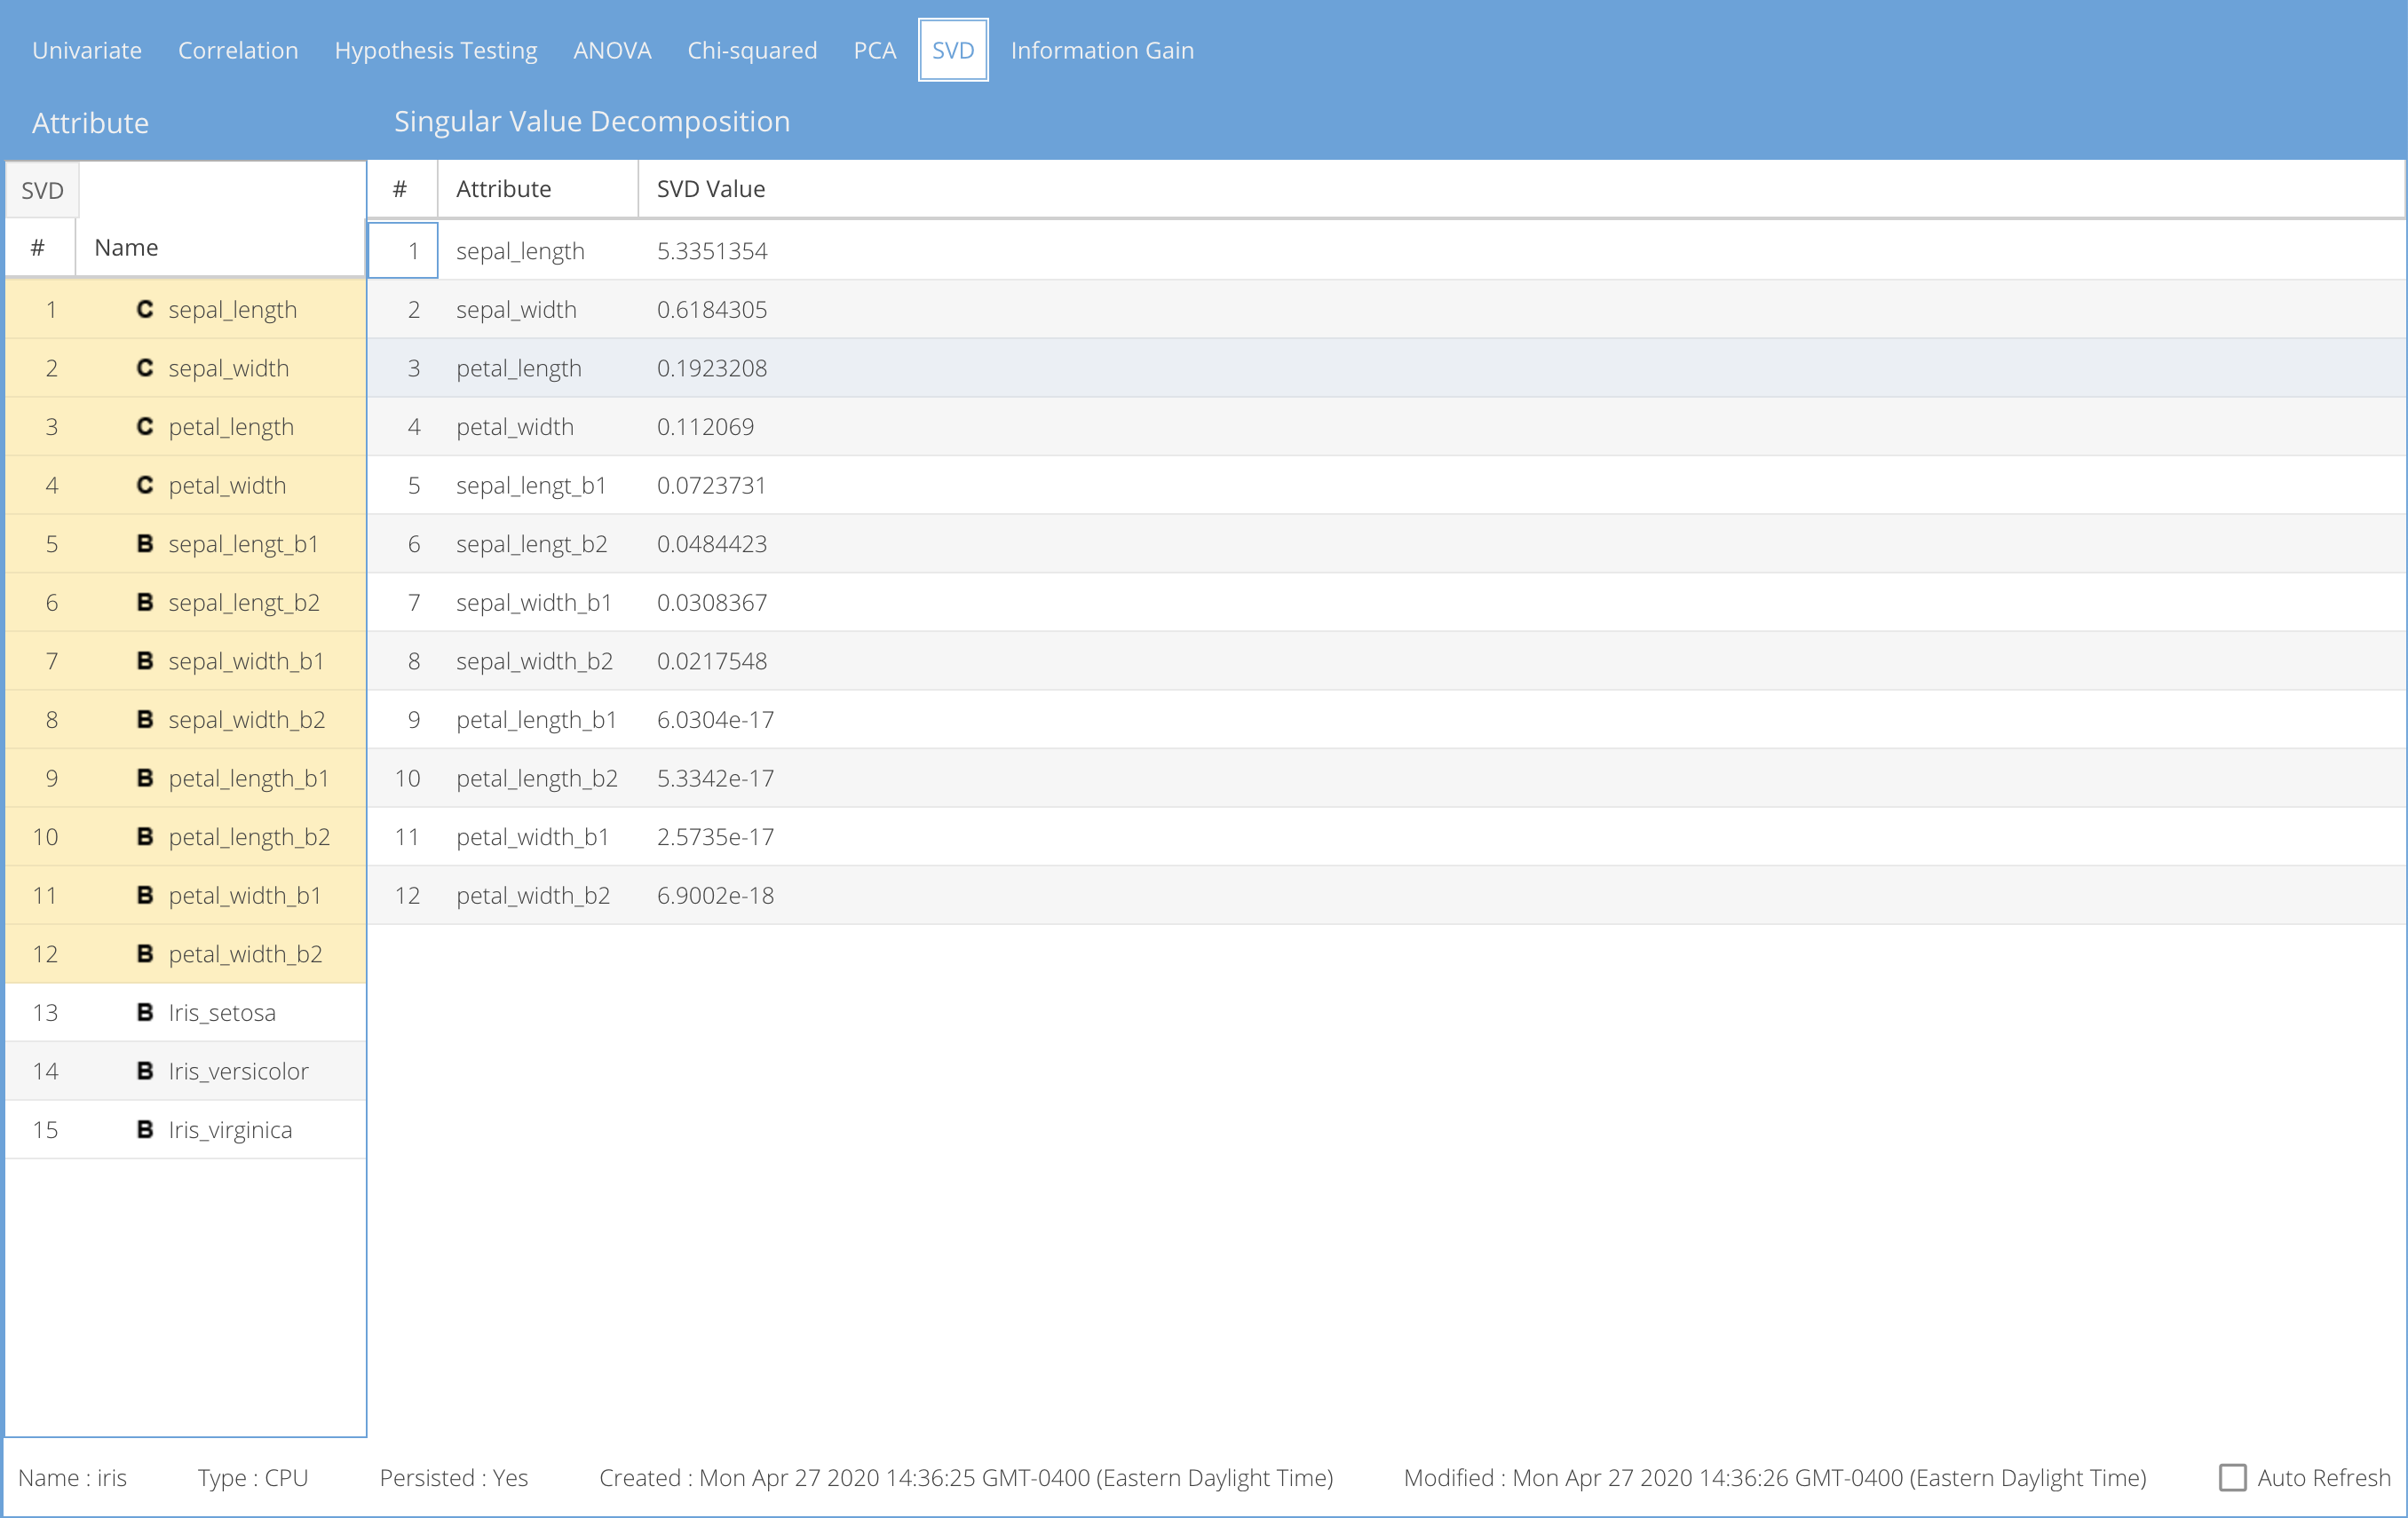 Univariate Correlation Hypothesis Testing ANOVA Chi-squared PCA SVD Information Gain
Attribute
Singular Value Decomposition
SVD
# Name
1 C sepal_length
2 C sepal_width
3 C petal_length
4 C petal_width
5 B sepal_lengt_b1
6 B sepal_lengt_b2
7 B sepal_width_b1
8 B sepal_width_b2
9 B petal_length_b1
10 B petal_length_b2
11 B petal_width_b1
12 B petal_width_b2
13 B Iris_setosa
14 B Iris_versicolor
15 B Iris_virginica
# Attribute SVD Value
1 sepal_length 5.3351354
2 sepal_width 0.6184305
3 petal_length 0.1923208
4 petal_width 0.112069
5 sepal_lengt_b1 0.0723731
6 sepal_lengt_b2 0.0484423
7 sepal_width_b1 0.0308367
8 sepal_width_b2 0.0217548
9 petal_length_b1 6.0304e-17
10 petal_length_b2 5.3342e-17
11 petal_width_b1 2.5735e-17
12 petal_width_b2 6.9002e-18
Name : iris Type : CPU Persisted : Yes Created : Mon Apr 27 2020 14:36:25 GMT-0400 (Eastern Daylight Time) Modified : Mon Apr 27 2020 14:36:26 GMT-0400 (Eastern Daylight Time) Auto Refresh